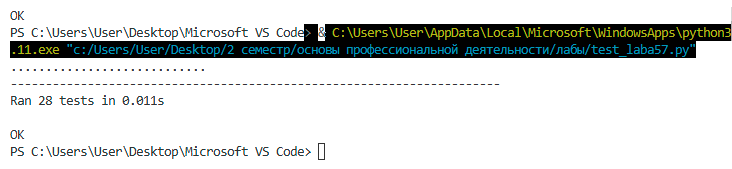 OK
PS C:\Users\User\Desktop\Microsoft VS Code> & C:\Users\User\AppData\Local\Microsoft\WindowsApps\python3
.11.exe "c:/Users/User/Desktop/2 семестр/основы профессиональной деятельности/лабы/test_laba57.py"
............................
----------------------------------------------------------------------
Ran 28 tests in 0.011s
OK
PS C:\Users\User\Desktop\Microsoft VS Code>